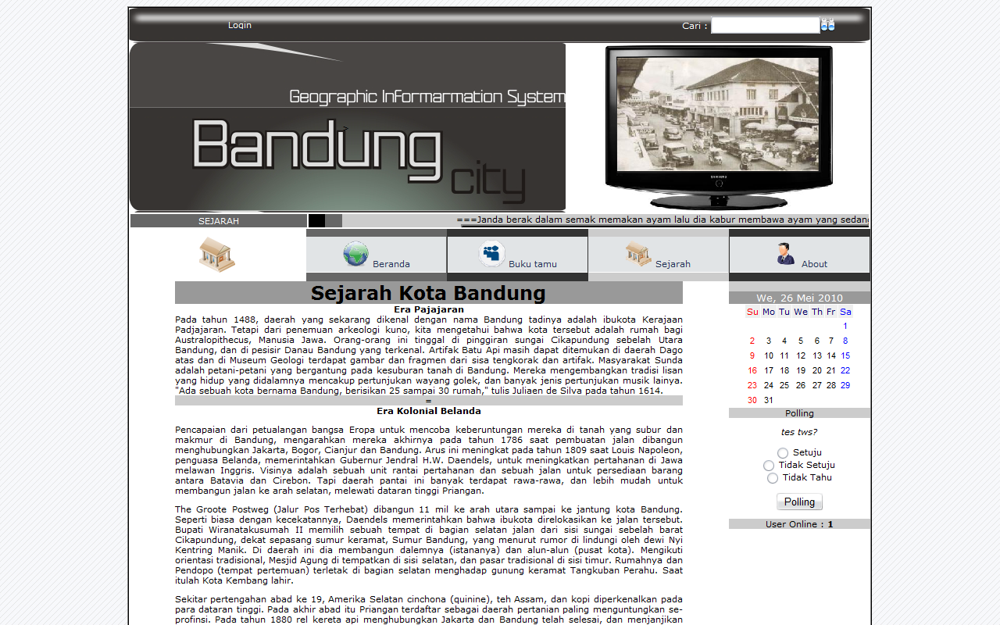 Login
Cari :
Geographic InFormarmation System
>
Bandung
city
SAMSUNG
SEJARAH
===Janda berak dalam semak memakan ayam lalu dia kabur membawa ayam yang sedang
Beranda
Buku tamu
Sejarah
About
Sejarah Kota Bandung
Era Pajajaran
Pada tahun 1488, daerah yang sekarang dikenal dengan nama Bandung tadinya adalah ibukota Kerajaan
Padjajaran. Tetapi dari penemuan arkeologi kuno, kita mengetahui bahwa kota tersebut adalah rumah bagi
Australopithecus, Manusia Jawa. Orang-orang ini tinggal di pinggiran sungai Cikapundung sebelah Utara
Bandung, dan di pesisir Danau Bandung yang terkenal. Artifak Batu Api masih dapat ditemukan di daerah Dago
atas dan di Museum Geologi terdapat gambar dan fragmen dari sisa tengkorak dan artifak. Masyarakat Sunda
adalah petani-petani yang bergantung pada kesuburan tanah di Bandung. Mereka mengembangkan tradisi lisan
yang hidup yang didalamnya mencakup pertunjukan wayang golek, dan banyak jenis pertunjukan musik lainya.
"Ada sebuah kota bernama Bandung, berisikan 25 sampai 30 rumah," tulis Juliaen de Silva pada tahun 1614.
=
Era Kolonial Belanda
Pencapaian dari petualangan bangsa Eropa untuk mencoba keberuntungan mereka di tanah yang subur dan
makmur di Bandung, mengarahkan mereka akhirnya pada tahun 1786 saat pembuatan jalan dibangun
menghubungkan Jakarta, Bogor, Cianjur dan Bandung. Arus ini meningkat pada tahun 1809 saat Louis Napoleon,
penguasa Belanda, memerintahkan Gubernur Jendral H.W. Daendels, untuk meningkatkan pertahanan di Jawa
melawan Inggris. Visinya adalah sebuah unit rantai pertahanan dan sebuah jalan untuk persediaan barang
antara Batavia dan Cirebon. Tapi daerah pantai ini banyak terdapat rawa-rawa, dan lebih mudah untuk
membangun jalan ke arah selatan, melewati dataran tinggi Priangan.
The Groote Postweg (Jalur Pos Terhebat) dibangun 11 mil ke arah utara sampai ke jantung kota Bandung.
Seperti biasa dengan kecekatannya, Daendels memerintahkan bahwa ibukota direlokasikan ke jalan tersebut.
Bupati Wiranatakusumah II memilih sebuah tempat di bagian selatan jalan dari sisi sungai sebelah barat
Cikapundung, dekat sepasang sumur keramat, Sumur Bandung, yang menurut rumor di lindungi oleh dewi Nyi
Kentring Manik. Di daerah ini dia membangun dalemnya (istananya) dan alun-alun (pusat kota). Mengikuti
orientasi tradisional, Mesjid Agung di tempatkan di sisi selatan, dan pasar tradisional di sisi timur. Rumahnya dan
Pendopo (tempat pertemuan) terletak di bagian selatan menghadap gunung keramat Tangkuban Perahu. Saat
itulah Kota Kembang lahir.
Sekitar pertengahan abad ke 19, Amerika Selatan cinchona (quinine), teh Assam, dan kopi diperkenalkan pada
para dataran tinggi. Pada akhir abad itu Priangan terdaftar sebagai daerah pertanian paling menguntungkan se-
profinsi. Pada tahun 1880 rel kereta api menghubungkan Jakarta dan Bandung telah selesai, dan menjanjikan
We, 26 Mei 2010
Su Mo Tu We Th Fr Sa
1
2 3 4 5 6 7 8
9 10 11 12 13 14 15
16 17 18 19 20 21 22
23 24 25 26 27 28 29
30 31
Polling
tes tws?
Setuju
Tidak Setuju
Tidak Tahu
Polling
User Online : 1